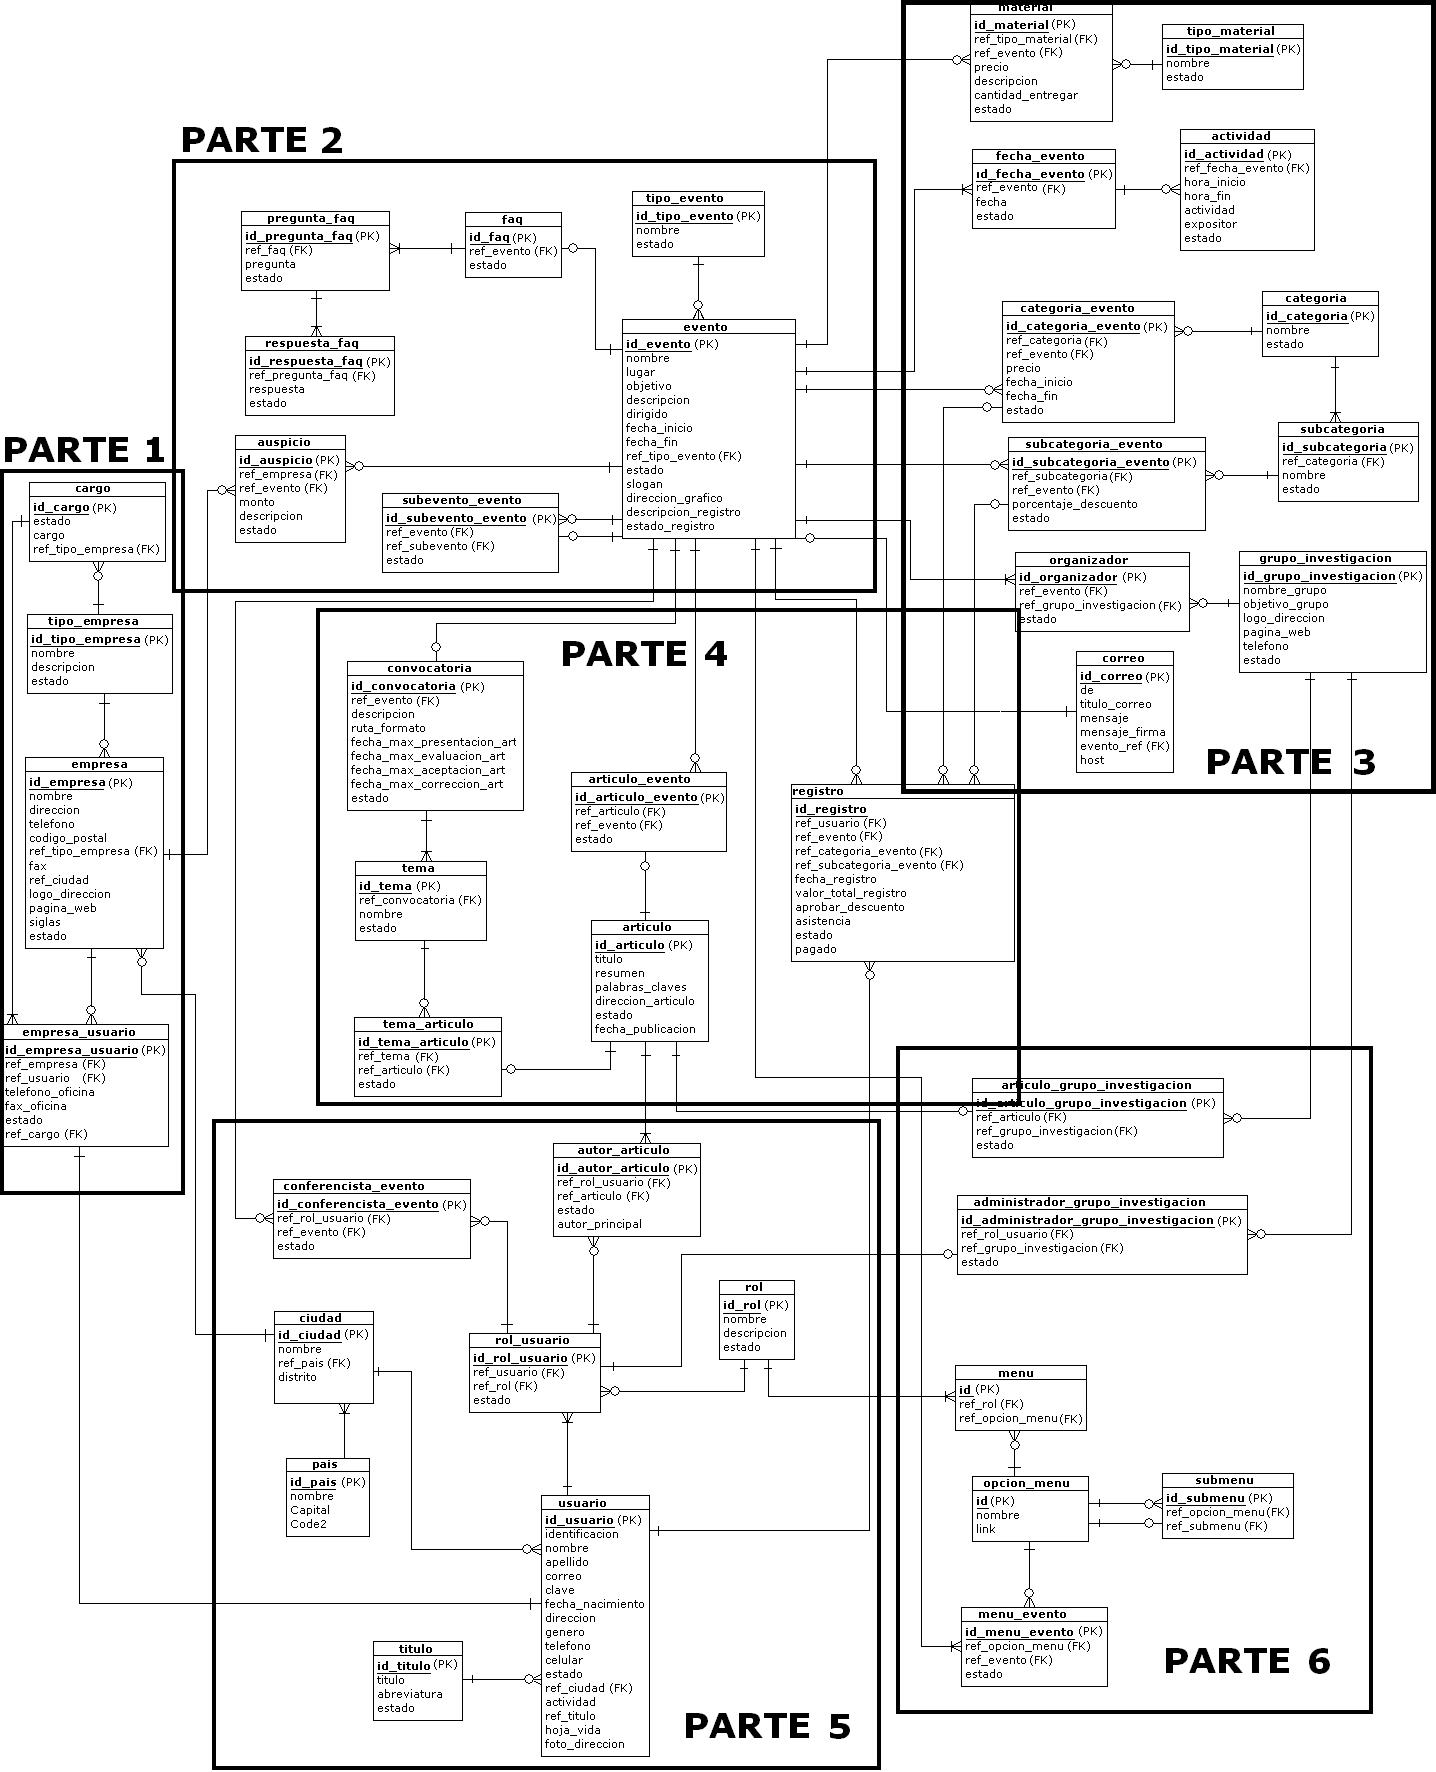 PARTE 1
cargo
id_cargo (PK)
estado
cargo
ref_tipo_empresa (FK)
tipo_empresa
id_tipo_empresa (PK)
nombre
descripcion
estado
empresa
id_empresa (PK)
nombre
direccion
telefono
codigo_postal
ref_tipo_empresa (FK)
fax
ref_ciudad
logo_direccion
pagina_web
siglas
estado
empresa_usuario
id_empresa_usuario (PK)
ref_empresa (FK)
ref_usuario (FK)
telefono_oficina
fax_oficina
estado
ref_cargo (FK)
PARTE 2
pregunta_faq
id_pregunta_faq (PK)
ref_faq (FK)
pregunta
estado
faq
id_faq (PK)
ref_evento (FK)
estado
tipo_evento
id_tipo_evento (PK)
nombre
estado
respuesta_faq
id_respuesta_faq (PK)
ref_pregunta_faq (FK)
respuesta
estado
evento
id_evento (PK)
nombre
lugar
objetivo
descripcion
dirigido
fecha_inicio
fecha_fin
ref_tipo_evento (FK)
estado
slogan
direccion_grafico
descripcion_registro
estado_registro
auspicio
id_auspicio (PK)
ref_empresa (FK)
ref_evento (FK)
monto
descripcion
estado
subevento_evento
id_subevento_evento (PK)
ref_evento (FK)
ref_subevento (FK)
estado
material
id_material (PK)
ref_tipo_material (FK)
ref_evento (FK)
precio
descripcion
cantidad_entregar
estado
tipo_material
id_tipo_material (PK)
nombre
estado
fecha_evento
id_fecha_evento (PK)
ref_evento (FK)
fecha
estado
actividad
id_actividad (PK)
ref_fecha_evento (FK)
hora_inicio
hora_fin
actividad
expositor
estado
categoria_evento
id_categoria_evento (PK)
ref_categoria (FK)
ref_evento (FK)
precio
fecha_inicio
fecha_fin
estado
categoria
id_categoria (PK)
nombre
estado
subcategoria_evento
id_subcategoria_evento (PK)
ref_subcategoria (FK)
ref_evento (FK)
porcentaje_descuento
estado
subcategoria
id_subcategoria (PK)
ref_categoria (FK)
nombre
estado
organizador
id_organizador (PK)
ref_evento (FK)
ref_grupo_investigacion (FK)
estado
grupo_investigacion
id_grupo_investigacion (PK)
nombre_grupo
objetivo_grupo
logo_direccion
pagina_web
telefono
estado
correo
id_correo (PK)
de
titulo_correo
mensaje
mensaje_firma
evento_ref (FK)
host
PARTE 3
PARTE 4
convocatoria
id_convocatoria (PK)
ref_evento (FK)
descripcion
ruta_formato
fecha_max_presentacion_art
fecha_max_evaluacion_art
fecha_max_aceptacion_art
fecha_max_correccion_art
estado
articulo_evento
id_articulo_evento (PK)
ref_articulo (FK)
ref_evento (FK)
estado
registro
id_registro
ref_usuario (FK)
ref_evento (FK)
ref_categoria_evento (FK)
ref_subcategoria_evento (FK)
fecha_registro
valor_total_registro
aprobar_descuento
asistencia
estado
pagado
tema
id_tema (PK)
ref_convocatoria (FK)
nombre
estado
articulo
id_articulo (PK)
titulo
resumen
palabras_claves
direccion_articulo
estado
fecha_publicacion
tema_articulo
id_tema_articulo (PK)
ref_tema (FK)
ref_articulo (FK)
estado
autor_articulo
id_autor_articulo (PK)
ref_rol_usuario (FK)
ref_articulo (FK)
estado
autor_principal
conferencista_evento
id_conferencista_evento (PK)
ref_rol_usuario (FK)
ref_evento (FK)
estado
rol
id_rol (PK)
nombre
descripcion
estado
ciudad
id_ciudad (PK)
nombre
ref_pais (FK)
distrito
rol_usuario
id_rol_usuario (PK)
ref_usuario (FK)
ref_rol (FK)
estado
pais
id_pais (PK)
nombre
Capital
Code2
usuario
id_usuario (PK)
identificacion
nombre
apellido
correo
clave
fecha_nacimiento
direccion
genero
telefono
celular
estado
ref_ciudad (FK)
actividad
ref_titulo
hoja_vida
foto_direccion
titulo
id_titulo (PK)
titulo
abreviatura
estado
PARTE 5
articulo_grupo_investigacion
id_articulo_grupo_investigacion (PK)
ref_articulo (FK)
ref_grupo_investigacion (FK)
estado
administrador_grupo_investigacion
id_administrador_grupo_investigacion (PK)
ref_rol_usuario (FK)
ref_grupo_investigacion (FK)
estado
menu
id (PK)
ref_rol (FK)
ref_opcion_menu (FK)
opcion_menu
id (PK)
nombre
link
submenu
id_submenu (PK)
ref_opcion_menu (FK)
ref_submenu (FK)
menu_evento
id_menu_evento (PK)
ref_opcion_menu (FK)
ref_evento (FK)
estado
PARTE 6